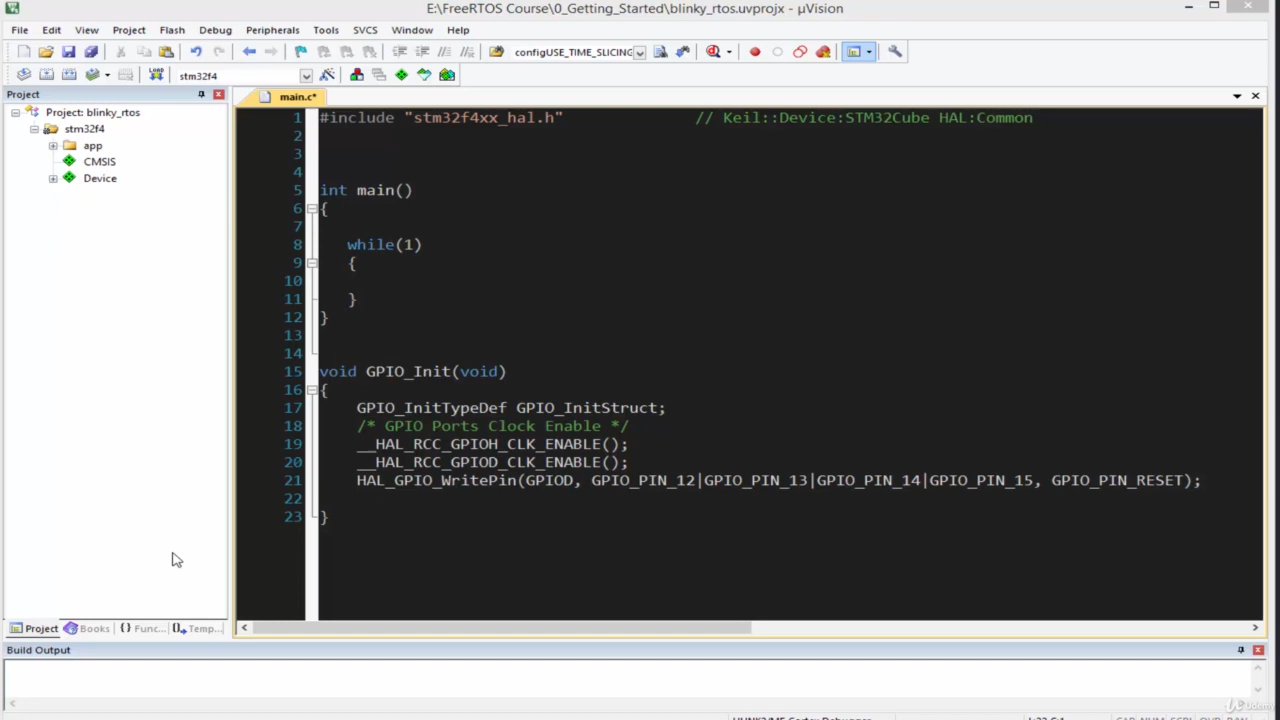 E:\FreeRTOS Course\0_Getting_Started\blinky_rtos.uvprojx - µVision
File Edit View Project Flash Debug Peripherals Tools SVCS Window Help
configUSE_TIME_SLICING
LOAD stm32f4
Project
main.c*
Project: blinky_rtos
stm32f4
app
CMSIS
Device
1 #include "stm32f4xx_hal.h" // Keil::Device:STM32Cube HAL:Common
2
3
4
5 int main()
6 {
7
8 while(1)
9 {
10
11 }
12 }
13
14
15 void GPIO_Init(void)
16 {
17 GPIO_InitTypeDef GPIO_InitStruct;
18 /* GPIO Ports Clock Enable */
19 __HAL_RCC_GPIOH_CLK_ENABLE();
20 __HAL_RCC_GPIOD_CLK_ENABLE();
21 HAL_GPIO_WritePin(GPIOD, GPIO_PIN_12|GPIO_PIN_13|GPIO_PIN_14|GPIO_PIN_15, GPIO_PIN_RESET);
22
23 }
Project Books {} Func... Temp...
Build Output
Udemy